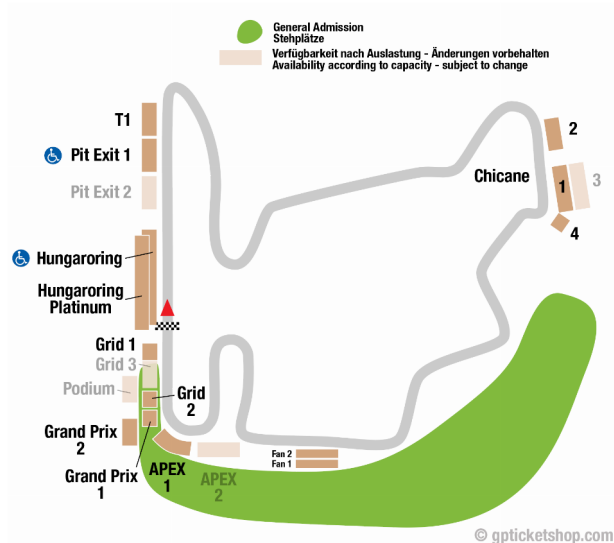 General Admission
Stehplätze
Verfügbarkeit nach Auslastung - Änderungen vorbehalten
Availability according to capacity - subject to change
T1
Pit Exit 1
Pit Exit 2
Hungaroring
Hungaroring
Platinum
Grid 1
Grid 3
Podium
Grid
2
Grand Prix
2
Grand Prix
1
APEX
1
APEX
2
Fan 2
Fan 1
Chicane
2
1
3
4
© gpticketshop.com